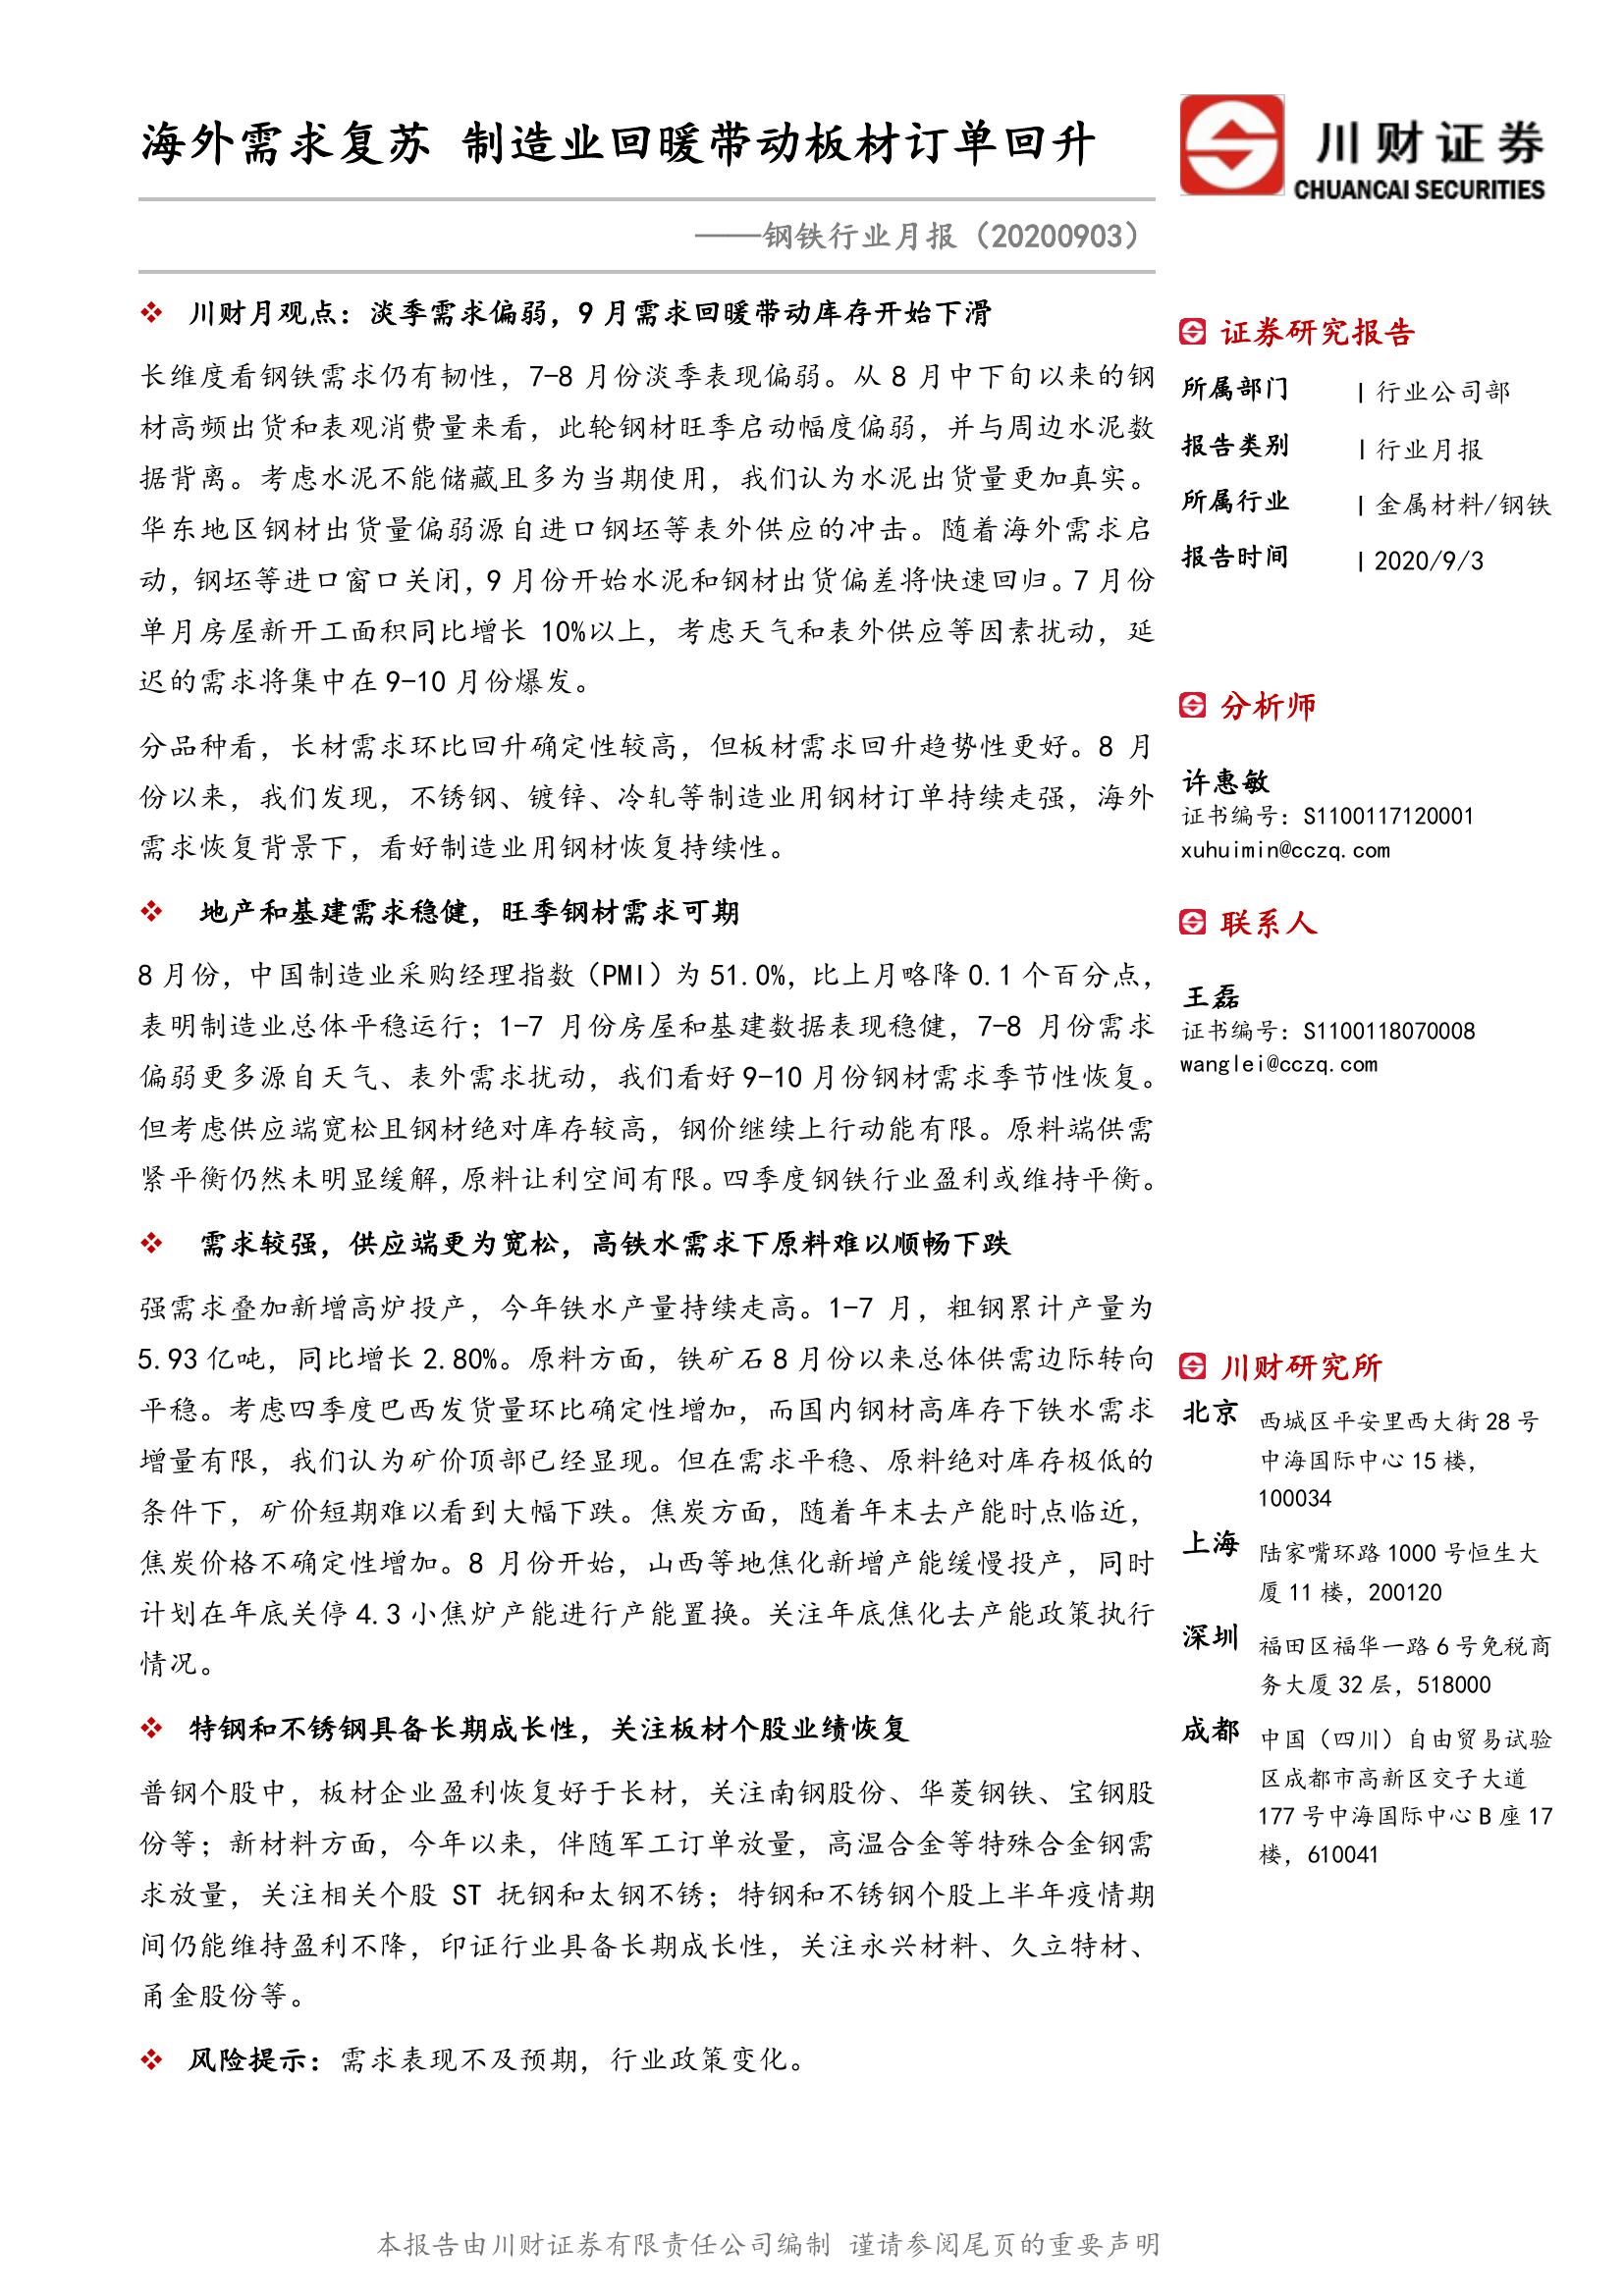 海外需求复苏 制造业回暖带动板材订单回升
川财证券
CHUANCAI SECURITIES
——钢铁行业月报（20200903）
川财月观点：淡季需求偏弱，9 月需求回暖带动库存开始下滑
长维度看钢铁需求仍有韧性，7-8 月份淡季表现偏弱。从 8 月中下旬以来的钢
材高频出货和表观消费量来看，此轮钢材旺季启动幅度偏弱，并与周边水泥数
据背离。考虑水泥不能储藏且多为当期使用，我们认为水泥出货量更加真实。
华东地区钢材出货量偏弱源自进口钢坯等表外供应的冲击。随着海外需求启
动，钢坯等进口窗口关闭，9 月份开始水泥和钢材出货偏差将快速回归。7 月份
单月房屋新开工面积同比增长 10%以上，考虑天气和表外供应等因素扰动，延
迟的需求将集中在 9-10 月份爆发。
分品种看，长材需求环比回升确定性较高，但板材需求回升趋势性更好。8 月
份以来，我们发现，不锈钢、镀锌、冷轧等制造业用钢材订单持续走强，海外
需求恢复背景下，看好制造业用钢材恢复持续性。
地产和基建需求稳健，旺季钢材需求可期
8 月份，中国制造业采购经理指数（PMI）为 51.0%，比上月略降 0.1 个百分点，
表明制造业总体平稳运行；1-7 月份房屋和基建数据表现稳健，7-8 月份需求
偏弱更多源自天气、表外需求扰动，我们看好 9-10 月份钢材需求季节性恢复。
但考虑供应端宽松且钢材绝对库存较高，钢价继续上行动能有限。原料端供需
紧平衡仍然未明显缓解，原料让利空间有限。四季度钢铁行业盈利或维持平衡。
需求较强，供应端更为宽松，高铁水需求下原料难以顺畅下跌
强需求叠加新增高炉投产，今年铁水产量持续走高。1-7 月，粗钢累计产量为
5.93 亿吨，同比增长 2.80%。原料方面，铁矿石 8 月份以来总体供需边际转向
平稳。考虑四季度巴西发货量环比确定性增加，而国内钢材高库存下铁水需求
增量有限，我们认为矿价顶部已经显现。但在需求平稳、原料绝对库存极低的
条件下，矿价短期难以看到大幅下跌。焦炭方面，随着年末去产能时点临近，
焦炭价格不确定性增加。8 月份开始，山西等地焦化新增产能缓慢投产，同时
计划在年底关停 4.3 小焦炉产能进行产能置换。关注年底焦化去产能政策执行
情况。
特钢和不锈钢具备长期成长性，关注板材个股业绩恢复
普钢个股中，板材企业盈利恢复好于长材，关注南钢股份、华菱钢铁、宝钢股
份等；新材料方面，今年以来，伴随军工订单放量，高温合金等特殊合金钢需
求放量，关注相关个股 ST 抚钢和太钢不锈；特钢和不锈钢个股上半年疫情期
间仍能维持盈利不降，印证行业具备长期成长性，关注永兴材料、久立特材、
甬金股份等。
风险提示：需求表现不及预期，行业政策变化。
证券研究报告
所属部门 | 行业公司部
报告类别 | 行业月报
所属行业 | 金属材料/钢铁
报告时间 | 2020/9/3
分析师
许惠敏
证书编号：S1100117120001
xuhuimin@cczq.com
联系人
王磊
证书编号：S1100118070008
wanglei@cczq.com
川财研究所
北京 西城区平安里西大街 28 号
中海国际中心 15 楼，
100034
上海 陆家嘴环路 1000 号恒生大
厦 11 楼，200120
深圳 福田区福华一路 6 号免税商
务大厦 32 层，518000
成都 中国（四川）自由贸易试验
区成都市高新区交子大道
177 号中海国际中心 B 座 17
楼，610041
本报告由川财证券有限责任公司编制 谨请参阅尾页的重要声明